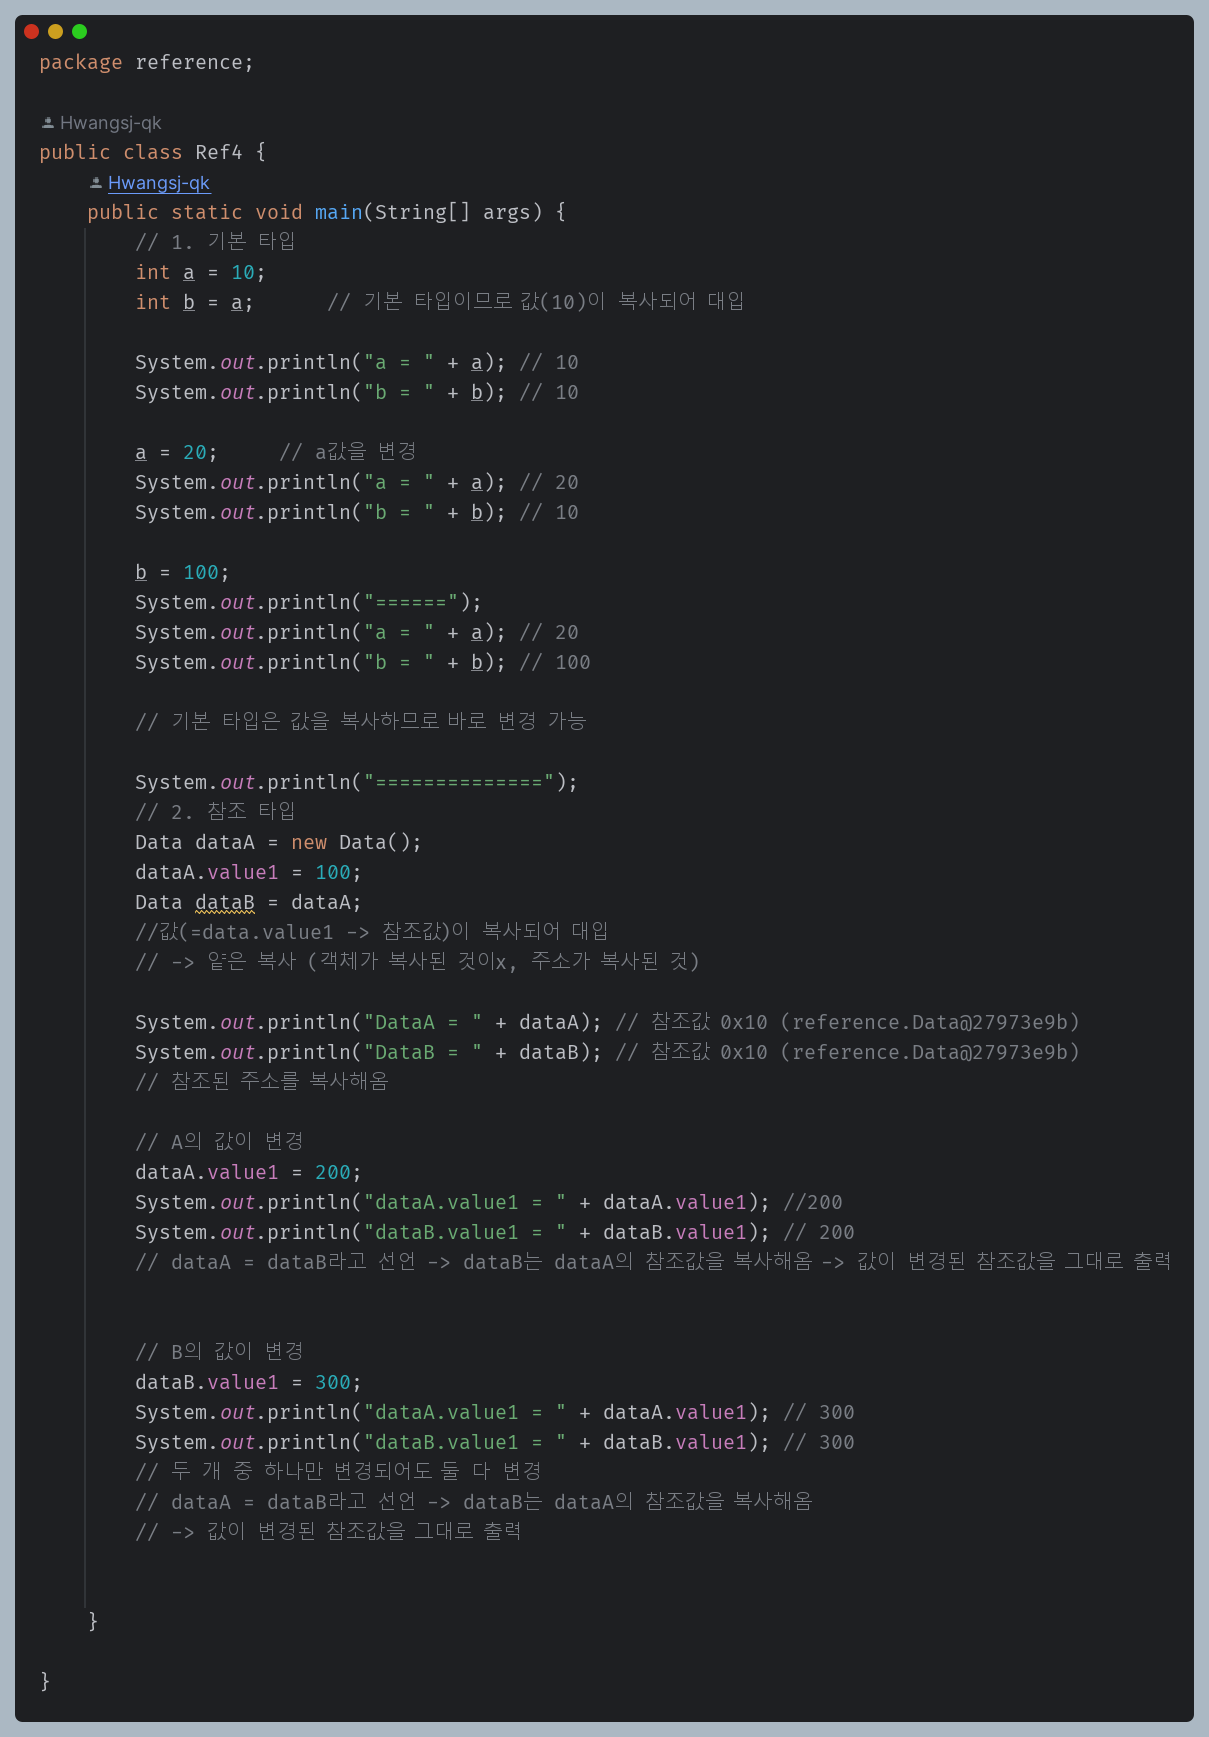 package reference;
Hwangsj-qk
public class Ref4 {
Hwangsj-qk
public static void main(String[] args) {
// 1. 기본 타입
int a = 10;
int b = a;      // 기본 타입이므로 값(10)이 복사되어 대입
System.out.println("a = " + a); // 10
System.out.println("b = " + b); // 10
a = 20;     // a값을 변경
System.out.println("a = " + a); // 20
System.out.println("b = " + b); // 10
b = 100;
System.out.println("======");
System.out.println("a = " + a); // 20
System.out.println("b = " + b); // 100
// 기본 타입은 값을 복사하므로 바로 변경 가능
System.out.println("==============");
// 2. 참조 타입
Data dataA = new Data();
dataA.value1 = 100;
Data dataB = dataA;
//값(=data.value1 -> 참조값)이 복사되어 대입
// -> 얕은 복사 (객체가 복사된 것이x, 주소가 복사된 것)
System.out.println("DataA = " + dataA); // 참조값 0x10 (reference.Data@27973e9b)
System.out.println("DataB = " + dataB); // 참조값 0x10 (reference.Data@27973e9b)
// 참조된 주소를 복사해옴
// A의 값이 변경
dataA.value1 = 200;
System.out.println("dataA.value1 = " + dataA.value1); //200
System.out.println("dataB.value1 = " + dataB.value1); // 200
// dataA = dataB라고 선언 -> dataB는 dataA의 참조값을 복사해옴 -> 값이 변경된 참조값을 그대로 출력
// B의 값이 변경
dataB.value1 = 300;
System.out.println("dataA.value1 = " + dataA.value1); // 300
System.out.println("dataB.value1 = " + dataB.value1); // 300
// 두 개 중 하나만 변경되어도 둘 다 변경
// dataA = dataB라고 선언 -> dataB는 dataA의 참조값을 복사해옴
// -> 값이 변경된 참조값을 그대로 출력
}
}